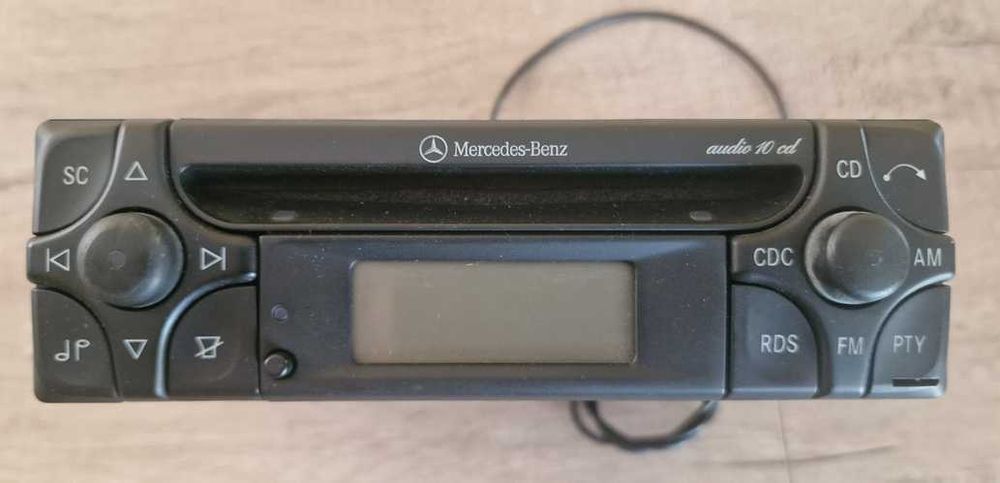 Mercedes-Benz
audio 10 cd
SC
CD
CDC
AM
RDS
FM
PTY